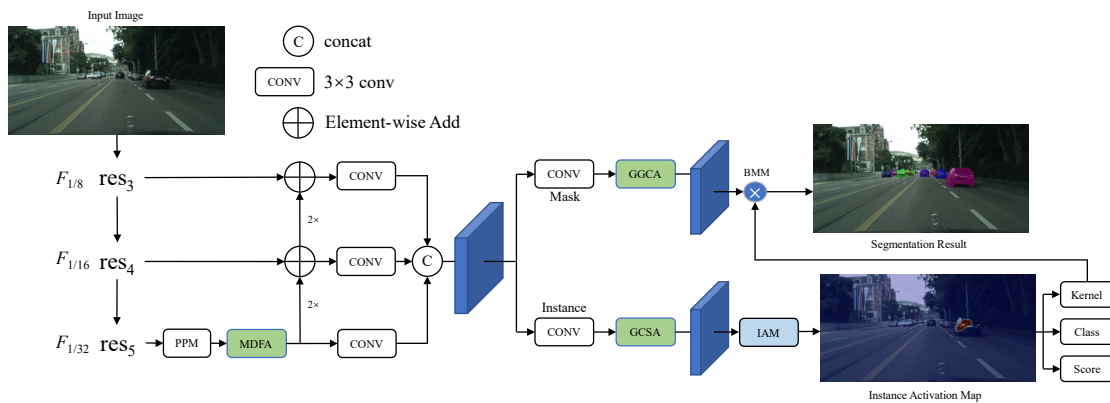 Input Image
C concat
CONV 3×3 conv
Element-wise Add
F1/8 res3
CONV
2×
F1/16 res4
CONV
C
2×
F1/32 res5
PPM
MDFA
CONV
CONV
Mask
GGCA
BMM
Segmentation Result
Instance
CONV
GCSA
IAM
Instance Activation Map
Kernel
Class
Score